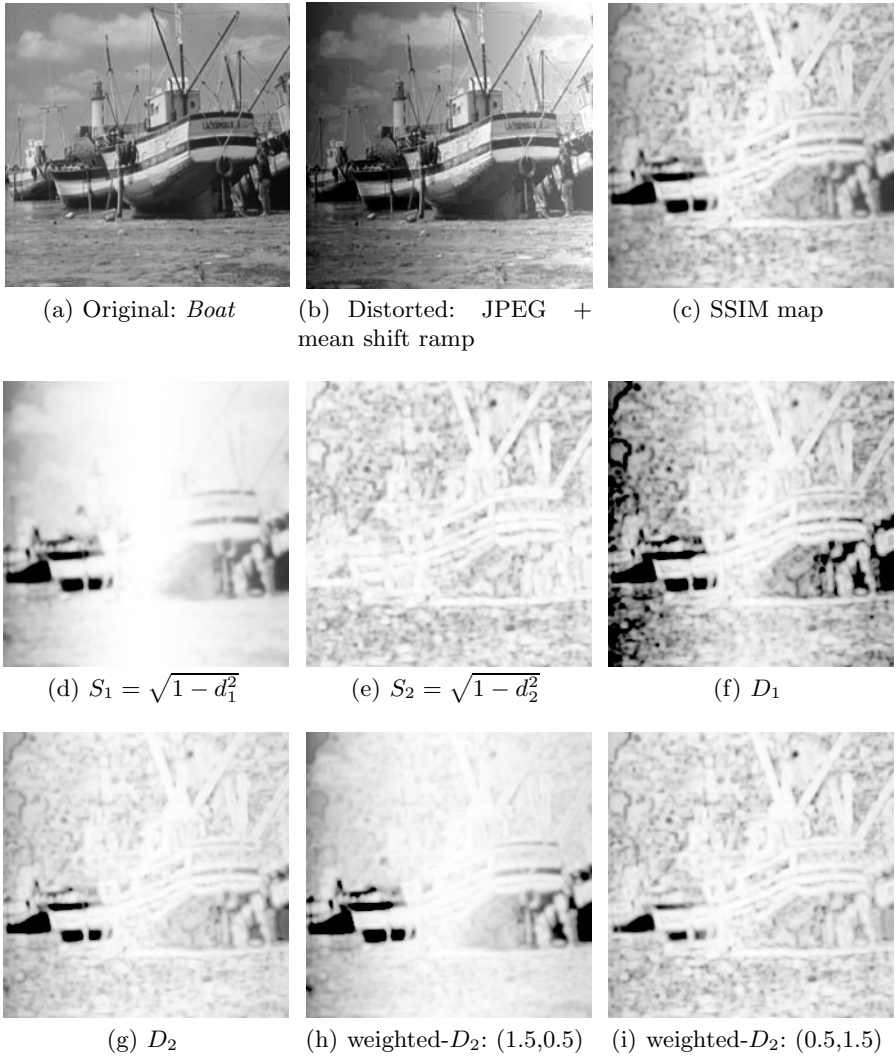 (a) Original: Boat
(b) Distorted: JPEG + mean shift ramp
(c) SSIM map
(d) S₁ = √(1 − d₁²)
(e) S₂ = √(1 − d₂²)
(f) D₁
(g) D₂
(h) weighted-D₂: (1.5,0.5)
(i) weighted-D₂: (0.5,1.5)